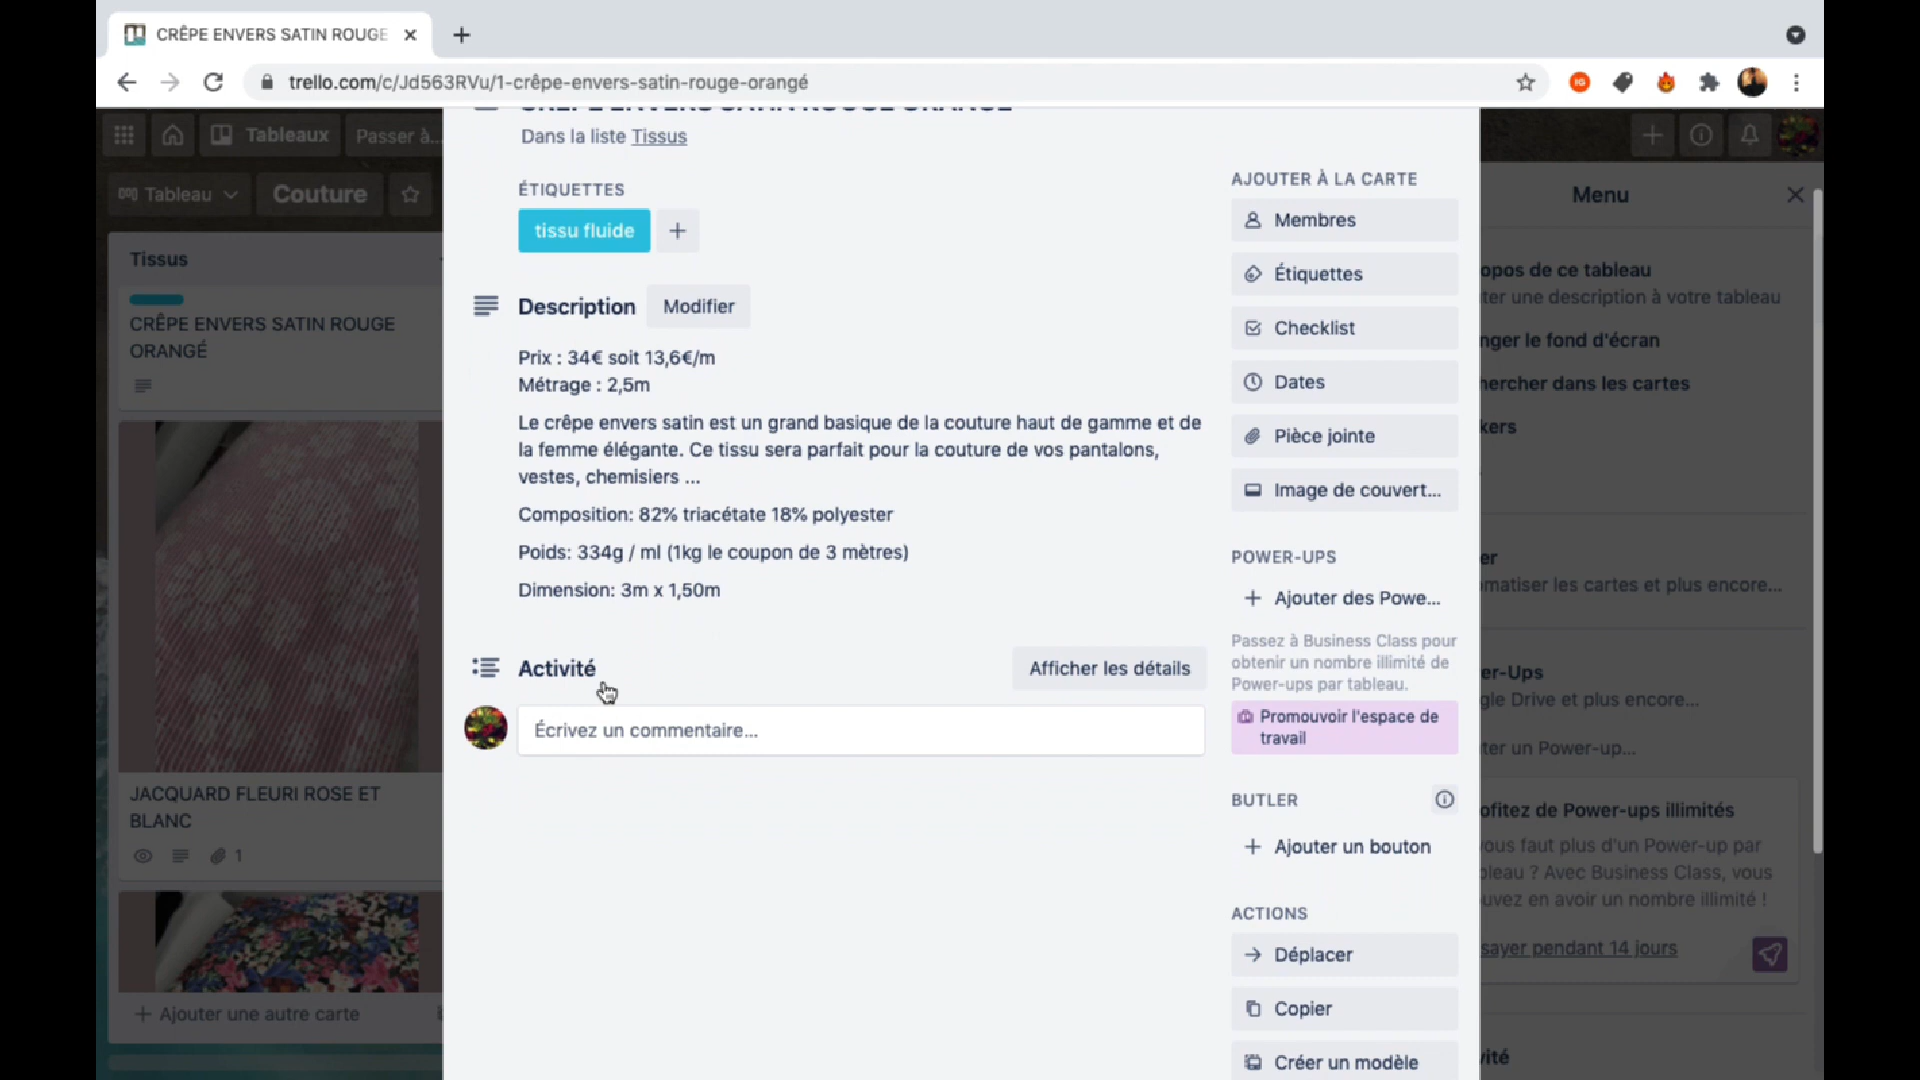 CRÊPE ENVERS SATIN ROUGE
trello.com/c/Jd563RVu/1-crêpe-envers-satin-rouge-orangé
Tableaux
Passer à...
Tableau
Couture
Tissus
CRÊPE ENVERS SATIN ROUGE
ORANGÉ
JACQUARD FLEURI ROSE ET
BLANC
1
+ Ajouter une autre carte
CRÊPE ENVERS SATIN ROUGE ORANGÉ
Dans la liste Tissus
ÉTIQUETTES
tissu fluide
Description
Modifier
Prix : 34€ soit 13,6€/m
Métrage : 2,5m
Le crêpe envers satin est un grand basique de la couture haut de gamme et de
la femme élégante. Ce tissu sera parfait pour la couture de vos pantalons,
vestes, chemisiers ...
Composition: 82% triacétate 18% polyester
Poids: 334g / ml (1kg le coupon de 3 mètres)
Dimension: 3m x 1,50m
Activité
Afficher les détails
Écrivez un commentaire...
AJOUTER À LA CARTE
Membres
Étiquettes
Checklist
Dates
Pièce jointe
Image de couvert...
POWER-UPS
+ Ajouter des Powe...
Passez à Business Class pour
obtenir un nombre illimité de
Power-ups par tableau.
Promouvoir l'espace de
travail
BUTLER
+ Ajouter un bouton
ACTIONS
Déplacer
Copier
Créer un modèle
Menu
opos de ce tableau
ter une description à votre tableau
nger le fond d'écran
hercher dans les cartes
kers
er
matiser les cartes et plus encore...
er-Ups
gle Drive et plus encore...
ter un Power-up...
ofitez de Power-ups illimités
ous faut plus d'un Power-up par
bleau ? Avec Business Class, vous
uvez en avoir un nombre illimité !
sayer pendant 14 jours
vité